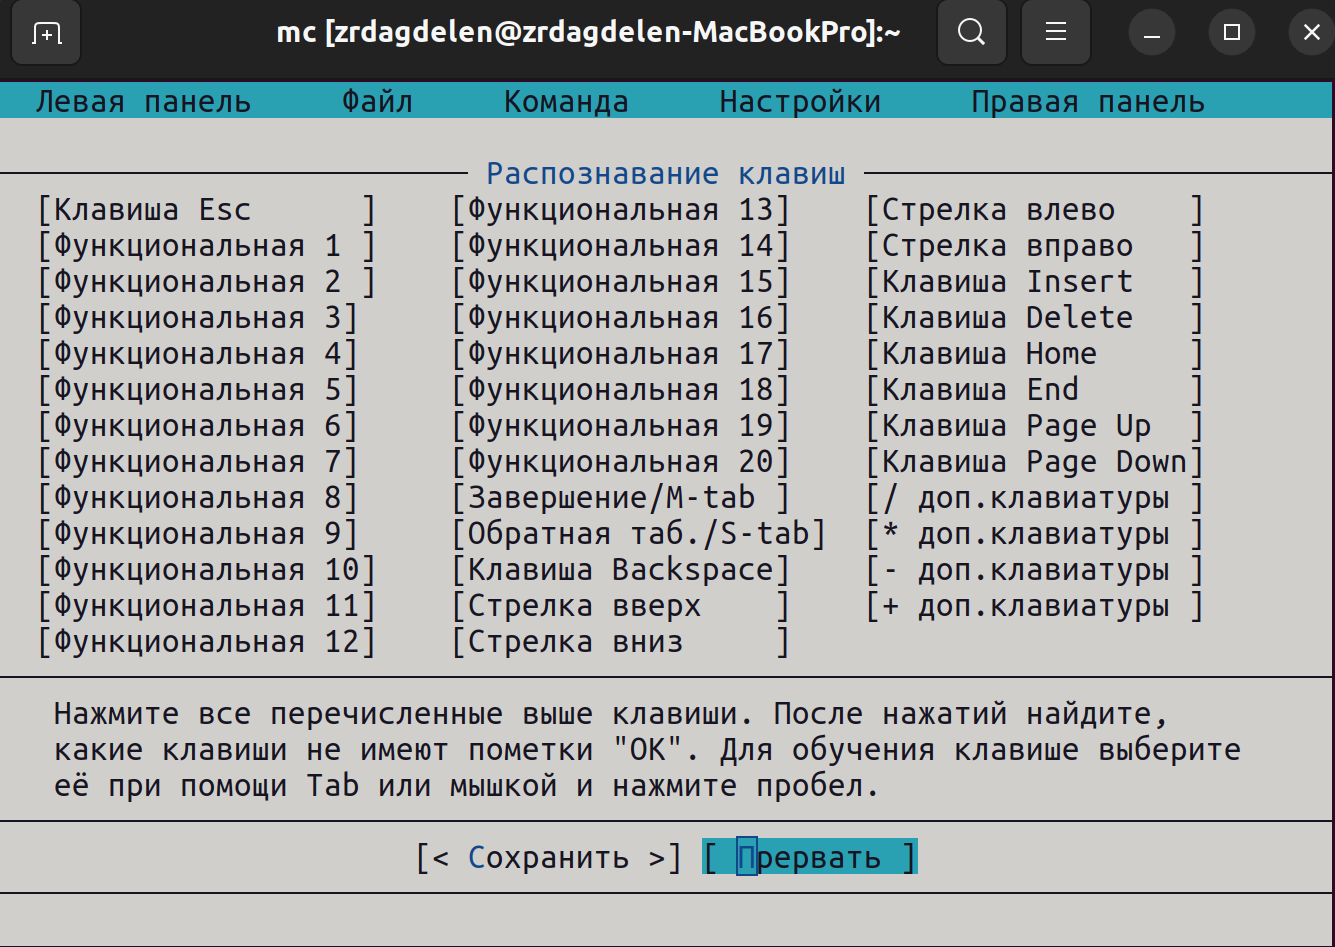 mc [zrdagdelen@zrdagdelen-MacBookPro]:~
Левая панель Файл Команда Настройки Правая панель
Распознавание клавиш
[Клавиша Esc ] [Функциональная 13] [Стрелка влево ]
[Функциональная 1 ] [Функциональная 14] [Стрелка вправо ]
[Функциональная 2 ] [Функциональная 15] [Клавиша Insert ]
[Функциональная 3] [Функциональная 16] [Клавиша Delete ]
[Функциональная 4] [Функциональная 17] [Клавиша Home ]
[Функциональная 5] [Функциональная 18] [Клавиша End ]
[Функциональная 6] [Функциональная 19] [Клавиша Page Up ]
[Функциональная 7] [Функциональная 20] [Клавиша Page Down]
[Функциональная 8] [Завершение/M-tab ] [/ доп.клавиатуры ]
[Функциональная 9] [Обратная таб./S-tab] [* доп.клавиатуры ]
[Функциональная 10] [Клавиша Backspace] [- доп.клавиатуры ]
[Функциональная 11] [Стрелка вверх ] [+ доп.клавиатуры ]
[Функциональная 12] [Стрелка вниз ]
Нажмите все перечисленные выше клавиши. После нажатий найдите,
какие клавиши не имеют пометки "OK". Для обучения клавише выберите
её при помощи Tab или мышкой и нажмите пробел.
[< Сохранить >] [ Прервать ]